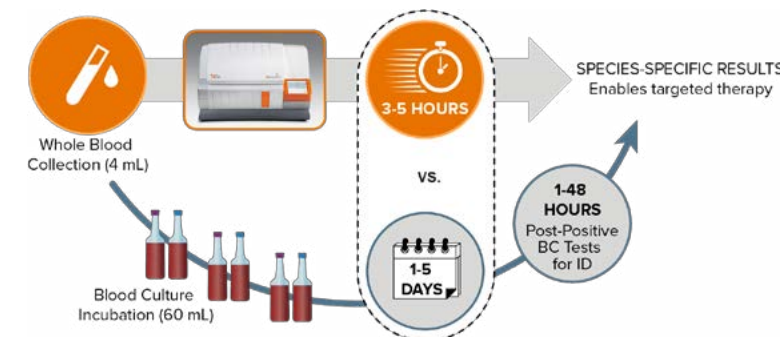 Whole Blood
Collection (4 mL)
3-5 HOURS
SPECIES-SPECIFIC RESULTS
Enables targeted therapy
VS.
Blood Culture
Incubation (60 mL)
1-5
DAYS
1-48
HOURS
Post-Positive
BC Tests
for ID